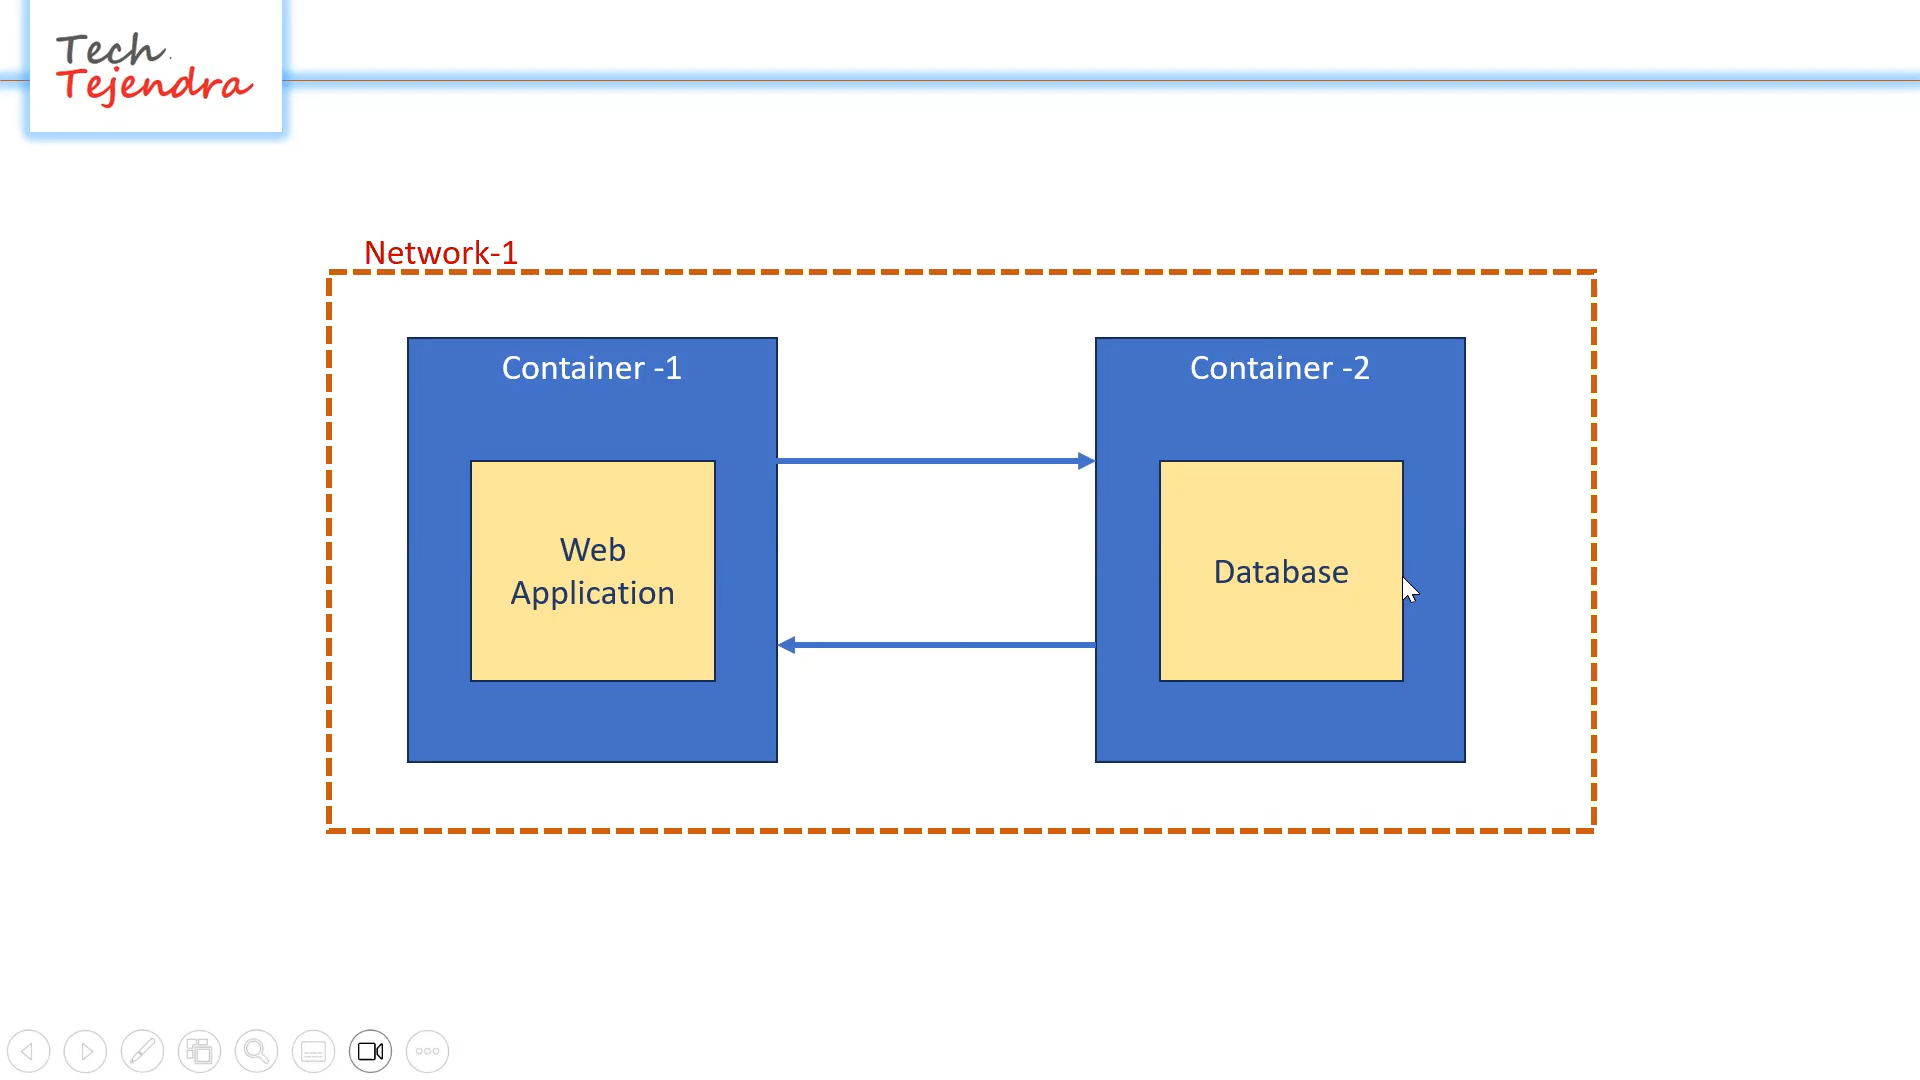 Tech
Tejendra
Network-1
Container -1
Container -2
Web
Application
Database